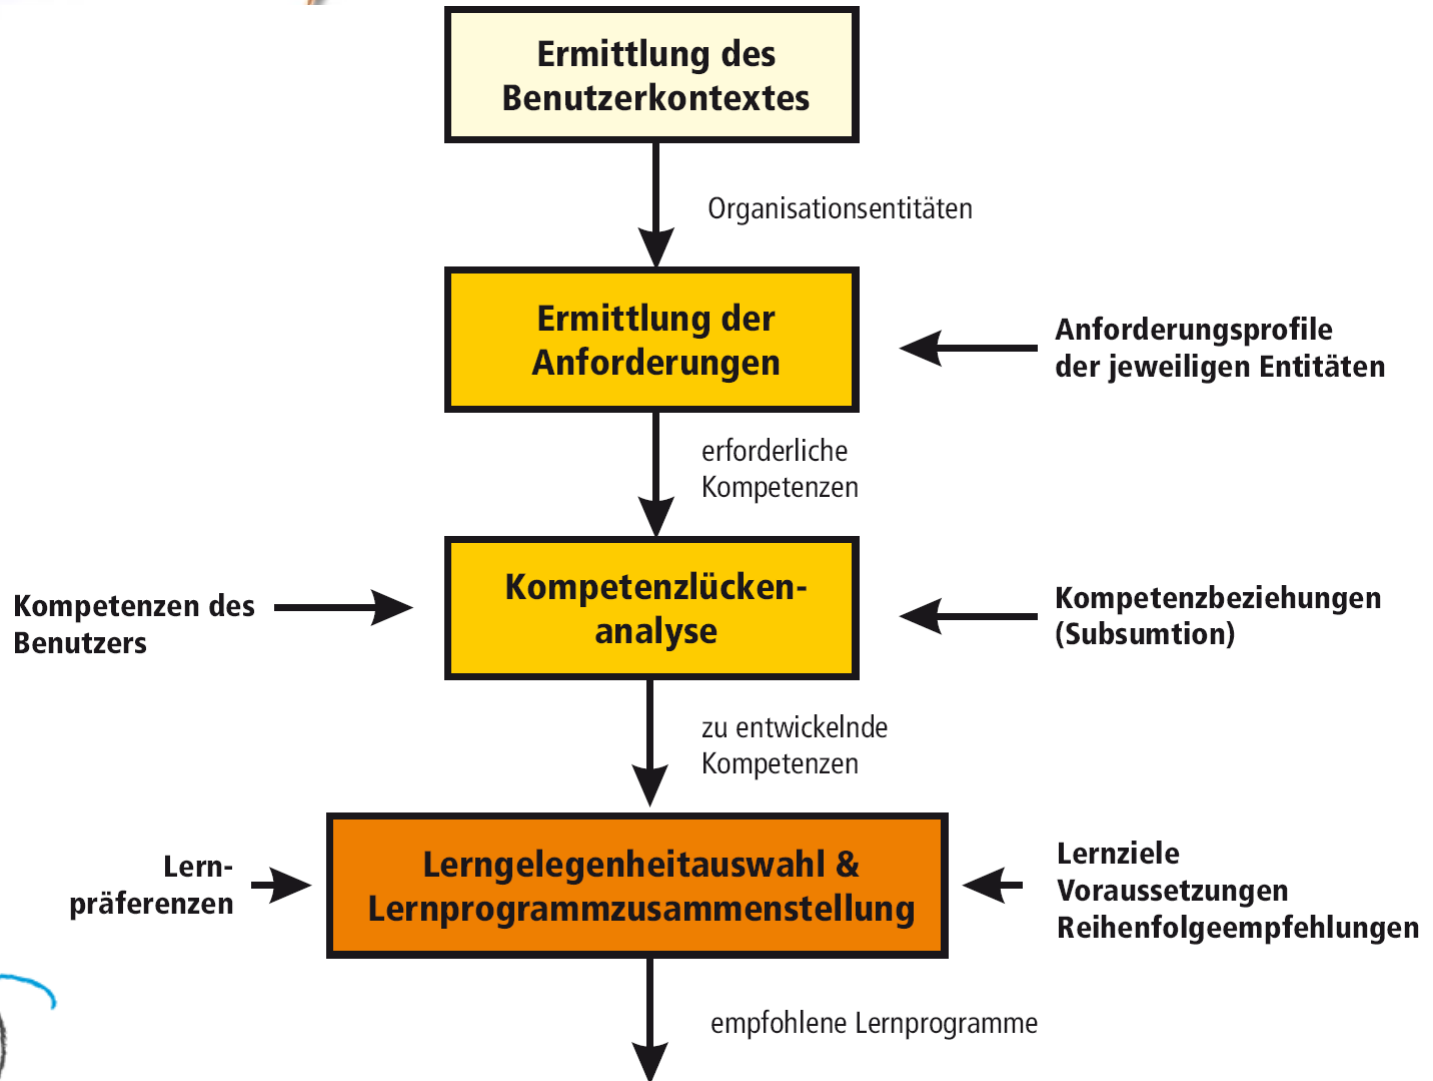 Ermittlung des
Benutzerkontextes
Organisationsentitäten
Ermittlung der
Anforderungen
Anforderungsprofile
der jeweiligen Entitäten
erforderliche
Kompetenzen
Kompetenzen des
Benutzers
Kompetenzlücken-
analyse
Kompetenzbeziehungen
(Subsumtion)
zu entwickelnde
Kompetenzen
Lern-
präferenzen
Lerngelegenheitauswahl &
Lernprogrammzusammenstellung
Lernziele
Voraussetzungen
Reihenfolgeempfehlungen
empfohlene Lernprogramme